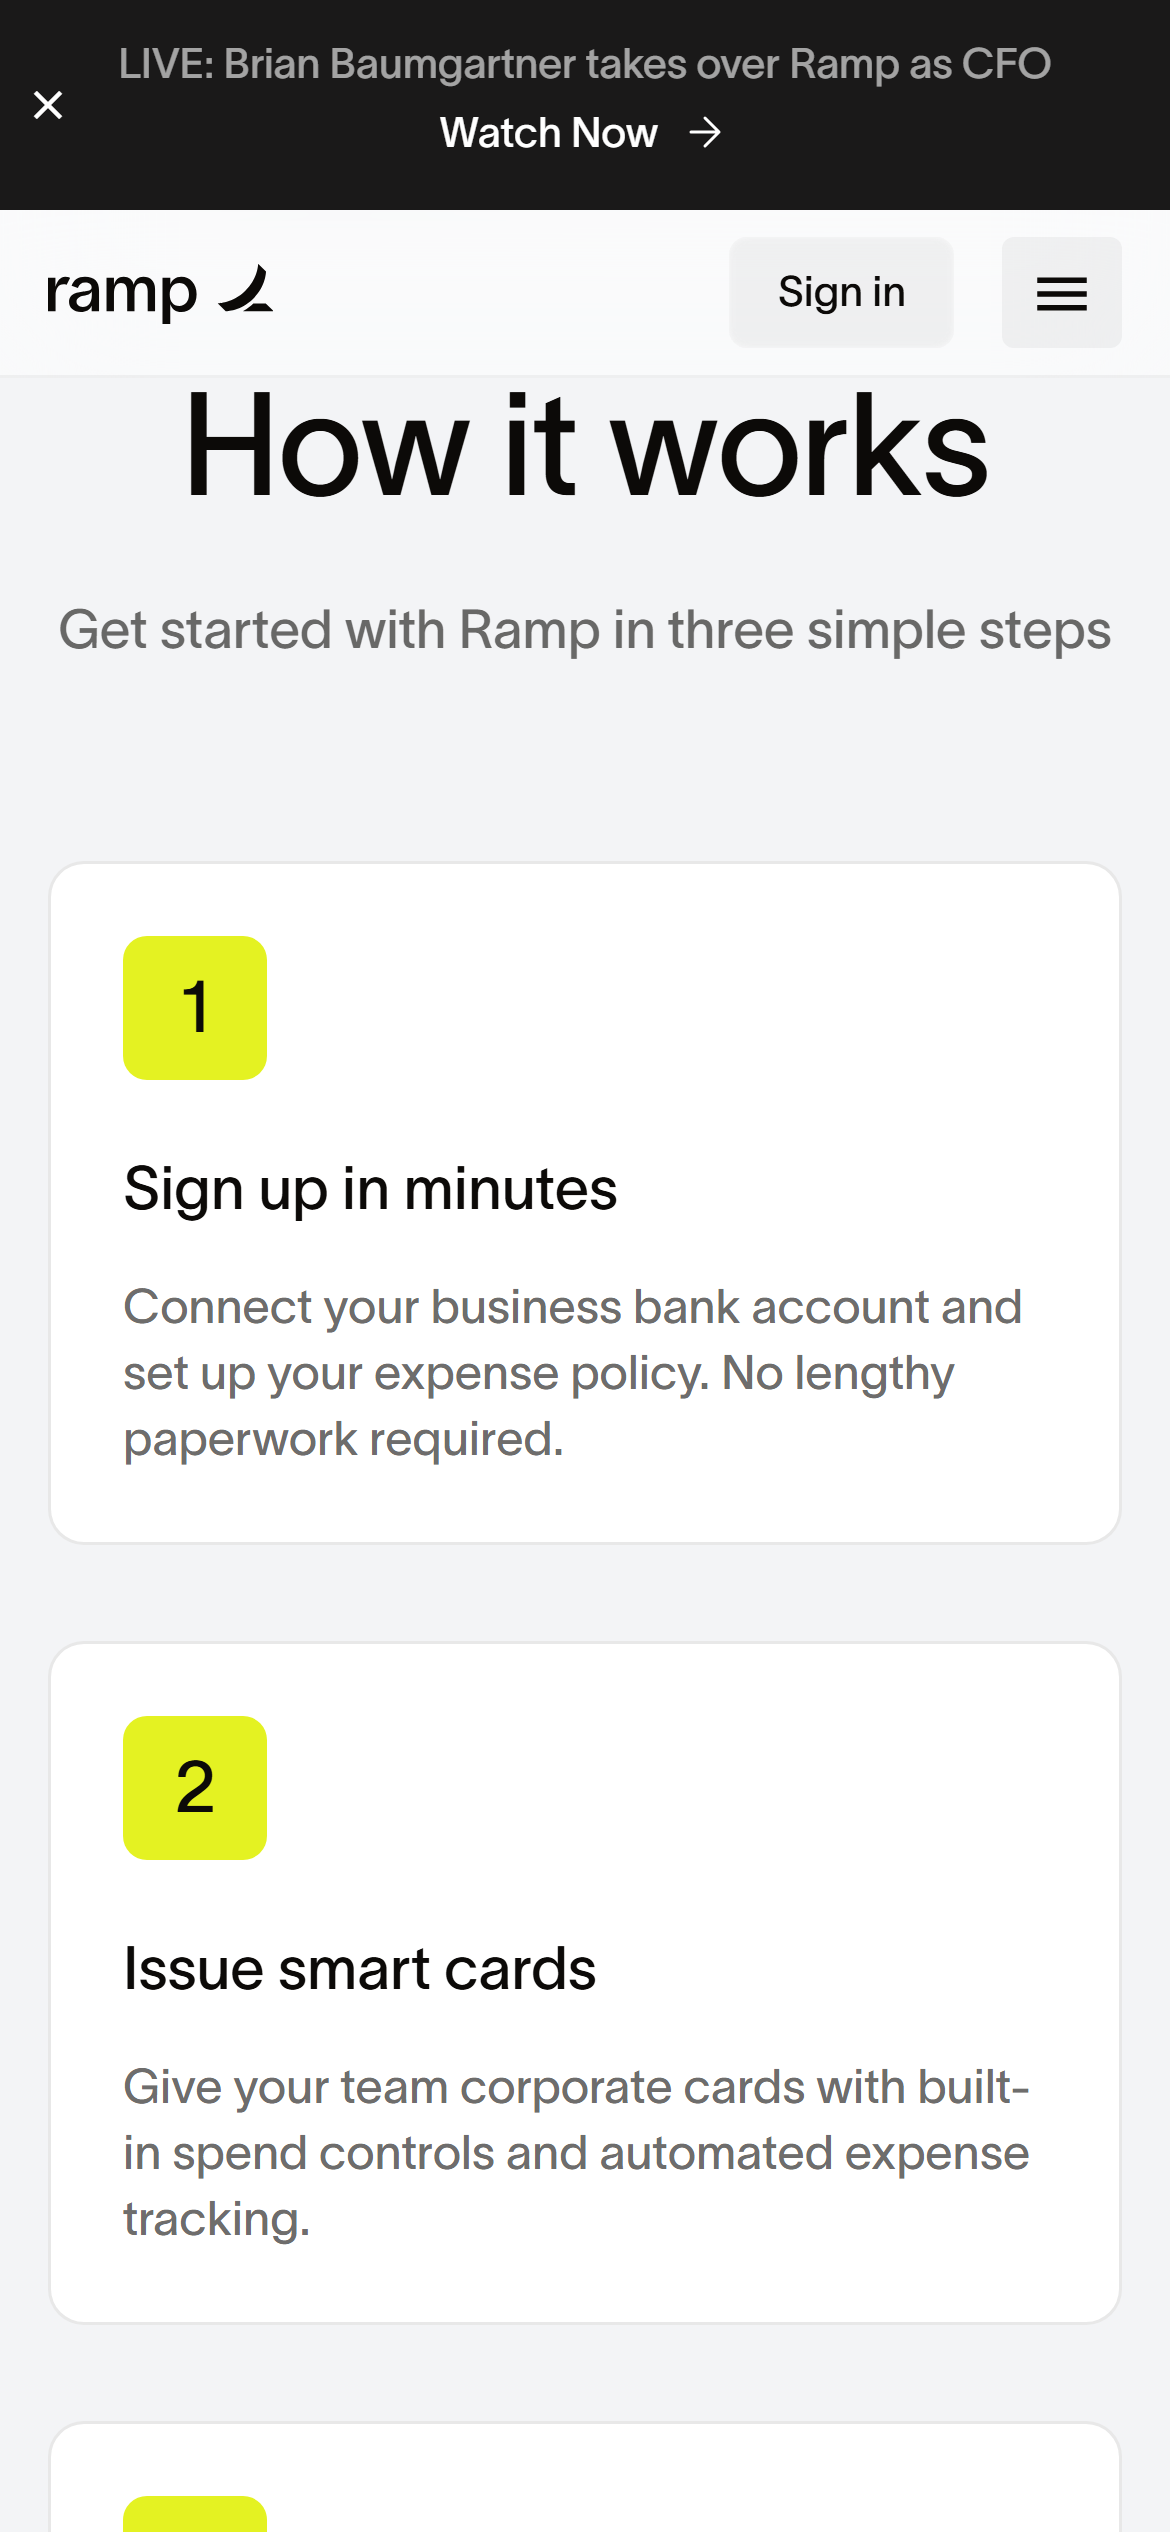 LIVE: Brian Baumgartner takes over Ramp as CFO
Watch Now
ramp
Sign in
How it works
Get started with Ramp in three simple steps
1
Sign up in minutes
Connect your business bank account and
set up your expense policy. No lengthy
paperwork required.
2
Issue smart cards
Give your team corporate cards with built-
in spend controls and automated expense
tracking.